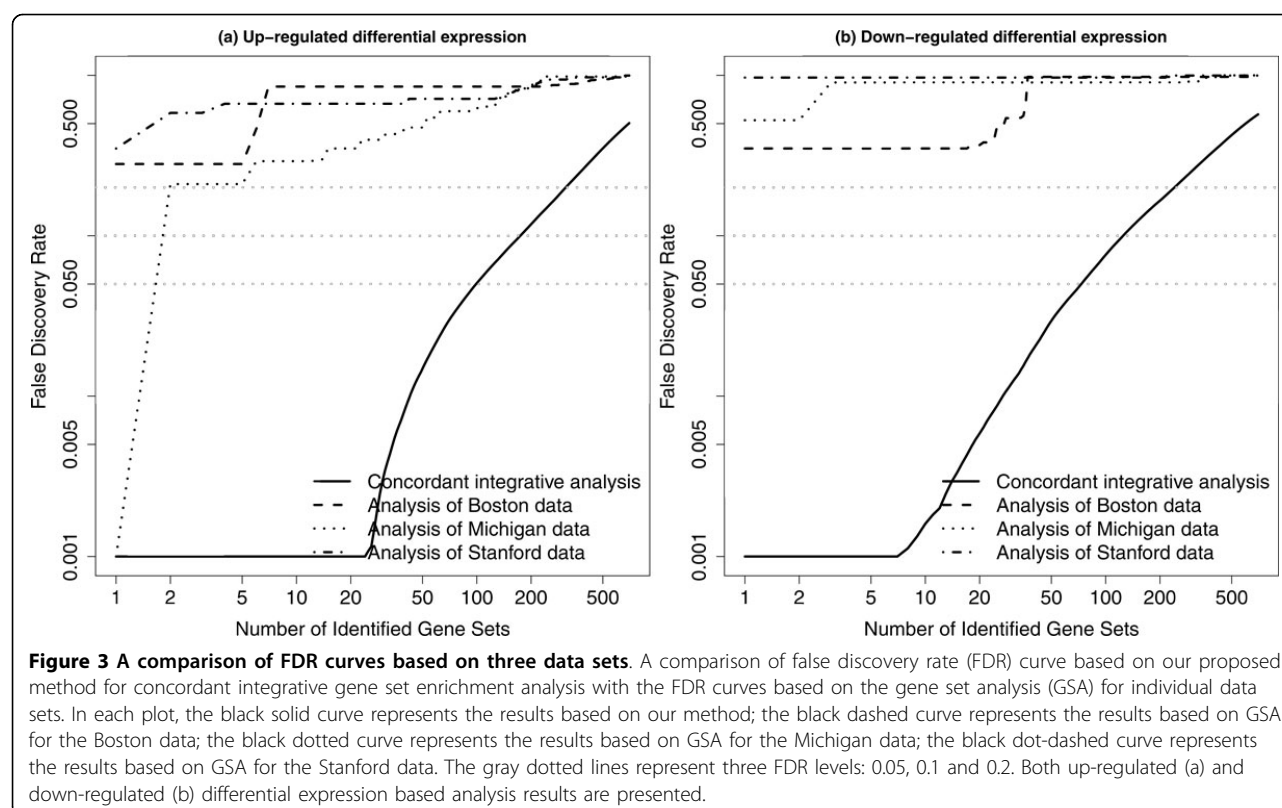 (a) Up−regulated differential expression
False Discovery Rate
0.500
0.050
0.005
0.001
Concordant integrative analysis
Analysis of Boston data
Analysis of Michigan data
Analysis of Stanford data
1 2 5 10 20 50 100 200 500
Number of Identified Gene Sets
(b) Down−regulated differential expression
False Discovery Rate
0.500
0.050
0.005
0.001
Concordant integrative analysis
Analysis of Boston data
Analysis of Michigan data
Analysis of Stanford data
1 2 5 10 20 50 100 200 500
Number of Identified Gene Sets
Figure 3 A comparison of FDR curves based on three data sets. A comparison of false discovery rate (FDR) curve based on our proposed
method for concordant integrative gene set enrichment analysis with the FDR curves based on the gene set analysis (GSA) for individual data
sets. In each plot, the black solid curve represents the results based on our method; the black dashed curve represents the results based on GSA
for the Boston data; the black dotted curve represents the results based on GSA for the Michigan data; the black dot-dashed curve represents
the results based on GSA for the Stanford data. The gray dotted lines represent three FDR levels: 0.05, 0.1 and 0.2. Both up-regulated (a) and
down-regulated (b) differential expression based analysis results are presented.